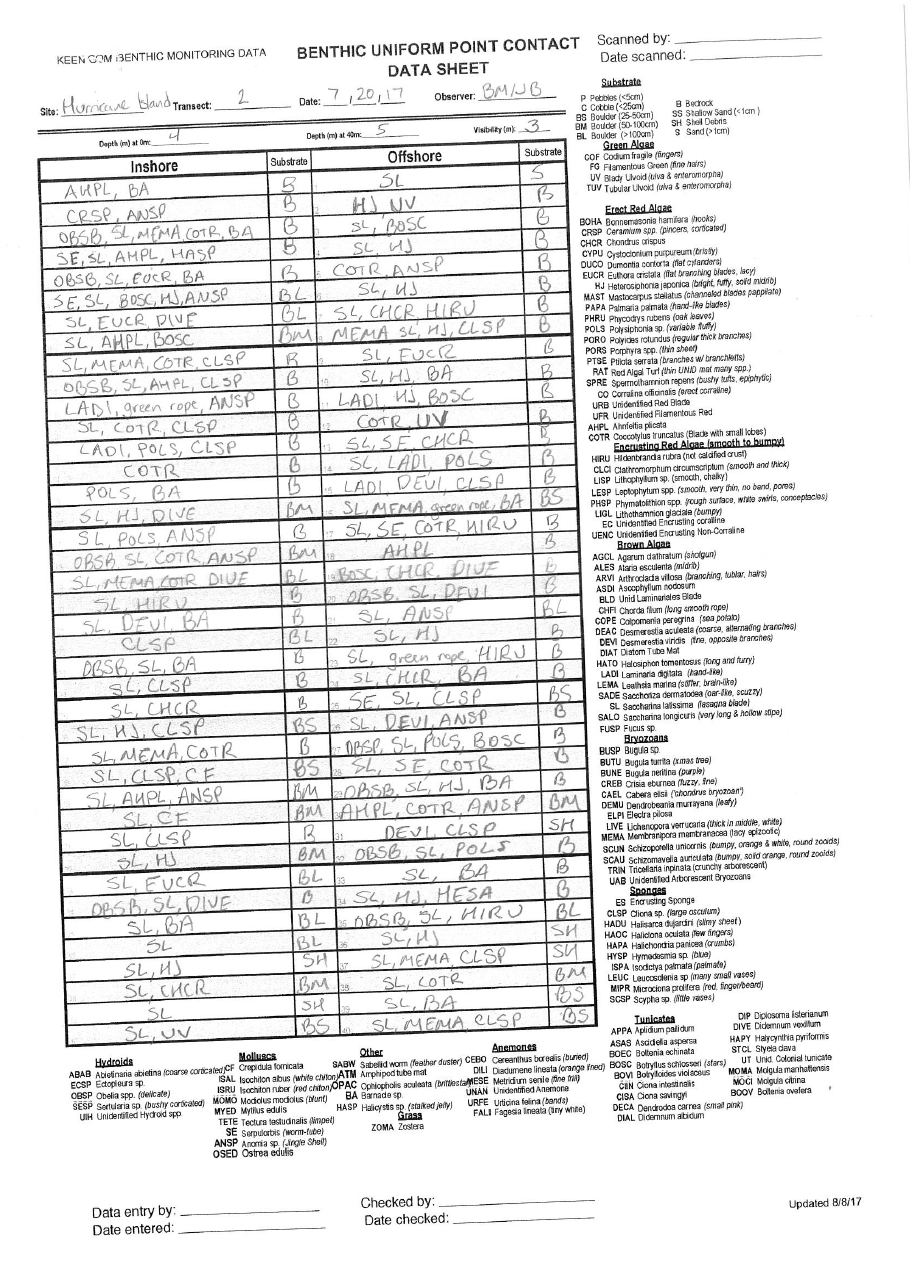 KEEN COM BENTHIC MONITORING DATA
BENTHIC UNIFORM POINT CONTACT DATA SHEET
Scanned by:
Date scanned:
Site: Hurricane Island Transect: 2 Date: 7,20,17 Observer: BM/JB
Depth (m) at 0m: 4 Depth (m) at 40m: 5 Visibility (m): 3
Inshore Substrate Offshore Substrate
AHPL, BA B SL S
CRSP, ANSP B HJ, UV B
OBSB, SL, MEMA, COTR, BA B SL, BOSC B
SE, SL, AHPL, HASP B SL HJ B
OBSB, SL, EUCR, BA B COTR, ANSP B
SE, SL, BOSC, HJ, ANSP BL SL, HJ B
SL, EUCR, DIVE BL SL, CHCR HIRU B
SL, AHPL, BOSC BM MEMA SL, HJ, CLSP B
SL, MEMA, COTR, CLSP B SL, EUCR B
OBSB, SL, AHPL, CLSP B 10 SL, HJ, BA B
LADI, green rope, ANSP B 11 LADI, HJ, BOSC B
SL, COTR, CLSP B 12 COTR, UV B
LADI, POLS, CLSP B 13 SL, SE, CHCR B
COTR B 14 SL, LADI, POLS B
POLS, BA B 15 LADI, DEVI, CLSP B
SL, HJ, DIVE BM SL, MEMA, green rope, BA BS
SL, POLS, ANSP B 17 SL, SE, COTR, HIRU B
OBSB, SL, COTR, ANSP BM 18 AHPL B
SL, MEMA, COTR DIVE BL 19 BOSC, CHCR, DIVE B
SL, HIRU B 20 OBSB, SL, DEVI B
SL, DEVI, BA B 21 SL, ANSP BL
CLSP BL 22 SL, HJ B
OBSB, SL, BA B 23 SL, green rope, HIRU B
SL, CLSP B 24 SL, CHCR, BA B
SL, CHCR B 25 SE, SL, CLSP BS
SL, HJ, CLSP BS 26 SL, DEVI, ANSP B
SL, MEMA, COTR B 27 OBSP, SL, POLS, BOSC B
SL, CLSP, CF BS 28 SL, SE, COTR B
SL, AHPL, ANSP BM 29 OBSB, SL, HJ, BA B
SL, CF BM 30 AHPL, COTR, ANSP BM
SL, CLSP B 31 DEVI, CLSP SH
SL, HJ BM 32 OBSB, SL, POLS B
SL, EUCR BL 33 SL, BA B
OBSB, SL, DIVE B 34 SL, HJ, MESA B
SL, BA BL 35 OBSB, SL, HIRU BL
SL BL 36 SL, HJ SH
SL, HJ SH 37 SL, MEMA, CLSP SH
SL, CHCR BM 38 SL, COTR BM
SL SH 39 SL, BA BS
SL, UV BS 40 SL, MEMA CLSP BS
Substrate
P Pebbles (<5cm)
C Cobble (<25cm) B Bedrock
BS Boulder (25-50cm) SS Shallow Sand (<1cm)
BM Boulder (50-100cm) SH Shell Debris
BL Boulder (>100cm) S Sand (>1cm)
Green Algae
COF Codium fragile (fingers)
FG Filamentous Green (fine hairs)
UV Blady Ulvoid (ulva & enteromorpha)
TUV Tubular Ulvoid (ulva & enteromorpha)
Erect Red Algae
BOHA Bonnemaisonia hamifera (hooks)
CRSP Ceramium spp. (pincers, corticated)
CHCR Chondrus crispus
CYPU Cystoclonium purpureum (bristly)
DUCO Dumontia contorta (flat cylanders)
EUCR Euthora cristata (flat branching blades, lacy)
HJ Heterosiphonia japonica (bright, fluffy, solid midrib)
MAST Mastocarpus stellatus (channeled blades pappilate)
PAPA Palmaria palmata (hand-like blades)
PHRU Phycodrys rubens (oak leaves)
POLS Polysiphonia sp. (variable fluffy)
PORO Polyides rotundus (regular thick branches)
PORS Porphyra spp. (thin sheet)
PTSE Ptilota serrata (branches w/ branchletts)
RAT Red Algal Turf (thin UNID mat many spp.)
SPRE Spermothamnion repens (bushy tufts, epiphytic)
CO Corralina officinalis (erect corraline)
URB Unidentified Red Blade
UFR Unidentified Filamentous Red
AHPL Ahnfeltia plicata
COTR Coccotylus truncatus (Blade with small lobes)
Encrusting Red Algae (smooth to bumpy)
HIRU Hildenbrandia rubra (not calcified crust)
CLCI Clathromorphum circumscriptum (smooth and thick)
LISP Lithophyllum sp. (smooth, chalky)
LESP Leptophytum spp. (smooth, very thin, no band, pores)
PHSP Phymatolithon spp. (rough surface, white swirls, conceptacles)
LIGL Lithothamnion glaciale (bumpy)
EC Unidentified Encrusting coralline
UENC Unidentified Encrusting Non-Corraline
Brown Algae
AGCL Agarum clathratum (shotgun)
ALES Alaria esculenta (midrib)
ARVI Arthrocladia villosa (branching, tublar, hairs)
ASDI Ascophyllum nodosum
BLD Unid Laminariales Blade
CHFI Chorda filum (long smooth rope)
COPE Colpomenia peregrina (sea potato)
DEAC Desmerestia aculeata (coarse, alternating branches)
DEVI Desmerestia viridis (fine, opposite branches)
DIAT Diatom Tube Mat
HATO Halosiphon tomentosus (long and furry)
LADI Laminaria digitata (hand-like)
LEMA Leathsia marina (stiffer, brain-like)
SADE Sacchoriza dermatodea (oar-like, scuzzy)
SL Saccharina latissima (lasagna blade)
SALO Saccharina longicuris (very long & hollow stipe)
FUSP Fucus sp.
Bryozoans
BUSP Bugula sp.
BUTU Bugula turrita (xmas tree)
BUNE Bugula neritina (purple)
CREB Crisia eburnea (fuzzy, fine)
CAEL Cabera elisii ('chondrus bryozoan')
DEMU Dendrobeania murrayana (leafy)
ELPI Electra pilosa
LIVE Lichenopora verrucaria (thick in middle, white)
MEMA Membranipora membranacea (lacy epizootic)
SCUN Schizoporella unicornis (bumpy, orange & white, round zooids)
SCAU Schizomavella auriculata (bumpy, solid orange, round zooids)
TRIN Tricellaria inpinata (crunchy arborescent)
UAB Unidentified Arborescent Bryozoans
Sponges
ES Encrusting Sponge
CLSP Cliona sp. (large osculum)
HADU Halisarca dujardini (slimy sheet)
HAOC Haliclona oculata (few fingers)
HAPA Halichondria panicea (crumbs)
HYSP Hymedesmia sp. (blue)
ISPA Isodictya palmata (palmate)
LEUC Leucosolenia sp (many small vases)
MIPR Microciona prolifera (red, finger/beard)
SCSP Scypha sp. (little vases)
Tunicates
APPA Aplidium pallidum
ASAS Ascidiella aspersa
BOEC Boltenia echinata
BOSC Botryllus schlosseri (stars)
BOVI Botrylloides violaceus
CIIN Ciona intestinalis
CISA Ciona savingyi
DECA Dendrodoa carnea (small pink)
DIAL Didemnum albidum
DIP Diplosoma listerianum
DIVE Didemnum vexillum
HAPY Halycynthia pyriformis
STCL Styela clava
UT Unid. Colonial tunicate
MOMA Molgula manhattensis
MOCI Molgula citrina
BOOV Boltenia ovefera
Hydroids
ABAB Abietinaria abietina (coarse corticated)
ECSP Ectopleura sp.
OBSP Obelia spp. (delicate)
SESP Sertularia sp. (bushy corticated)
UIH Unidentified Hydroid spp.
Molluscs
CF Crepidula fornicata
ISAL Isochiton albus (white chiton)
ISRU Isochiton ruber (red chiton)
MOMO Modiolus modiolus (blunt)
MYED Mytilus edulis
TETE Tectura testudinalis (limpet)
SE Serpulorbis (worm-tube)
ANSP Anomia sp. (Jingle Shell)
OSED Ostrea edulis
Other
SABW Sabellid worm (feather duster)
ATM Amphipod tube mat
OPAC Ophiopholis aculeata (brittlestar)
BA Barnacle sp.
HASP Halicystis sp. (stalked jelly)
Grass
ZOMA Zostera
Anemones
CEBO Cereanthus borealis (buried)
DILI Diadumene lineata (orange lined)
MESE Metridium senile (fine frill)
UNAN Unidentified Anemone
URFE Urticina felina (bands)
FALI Fagesia lineata (tiny white)
Data entry by:
Date entered:
Checked by:
Date checked:
Updated 8/8/17